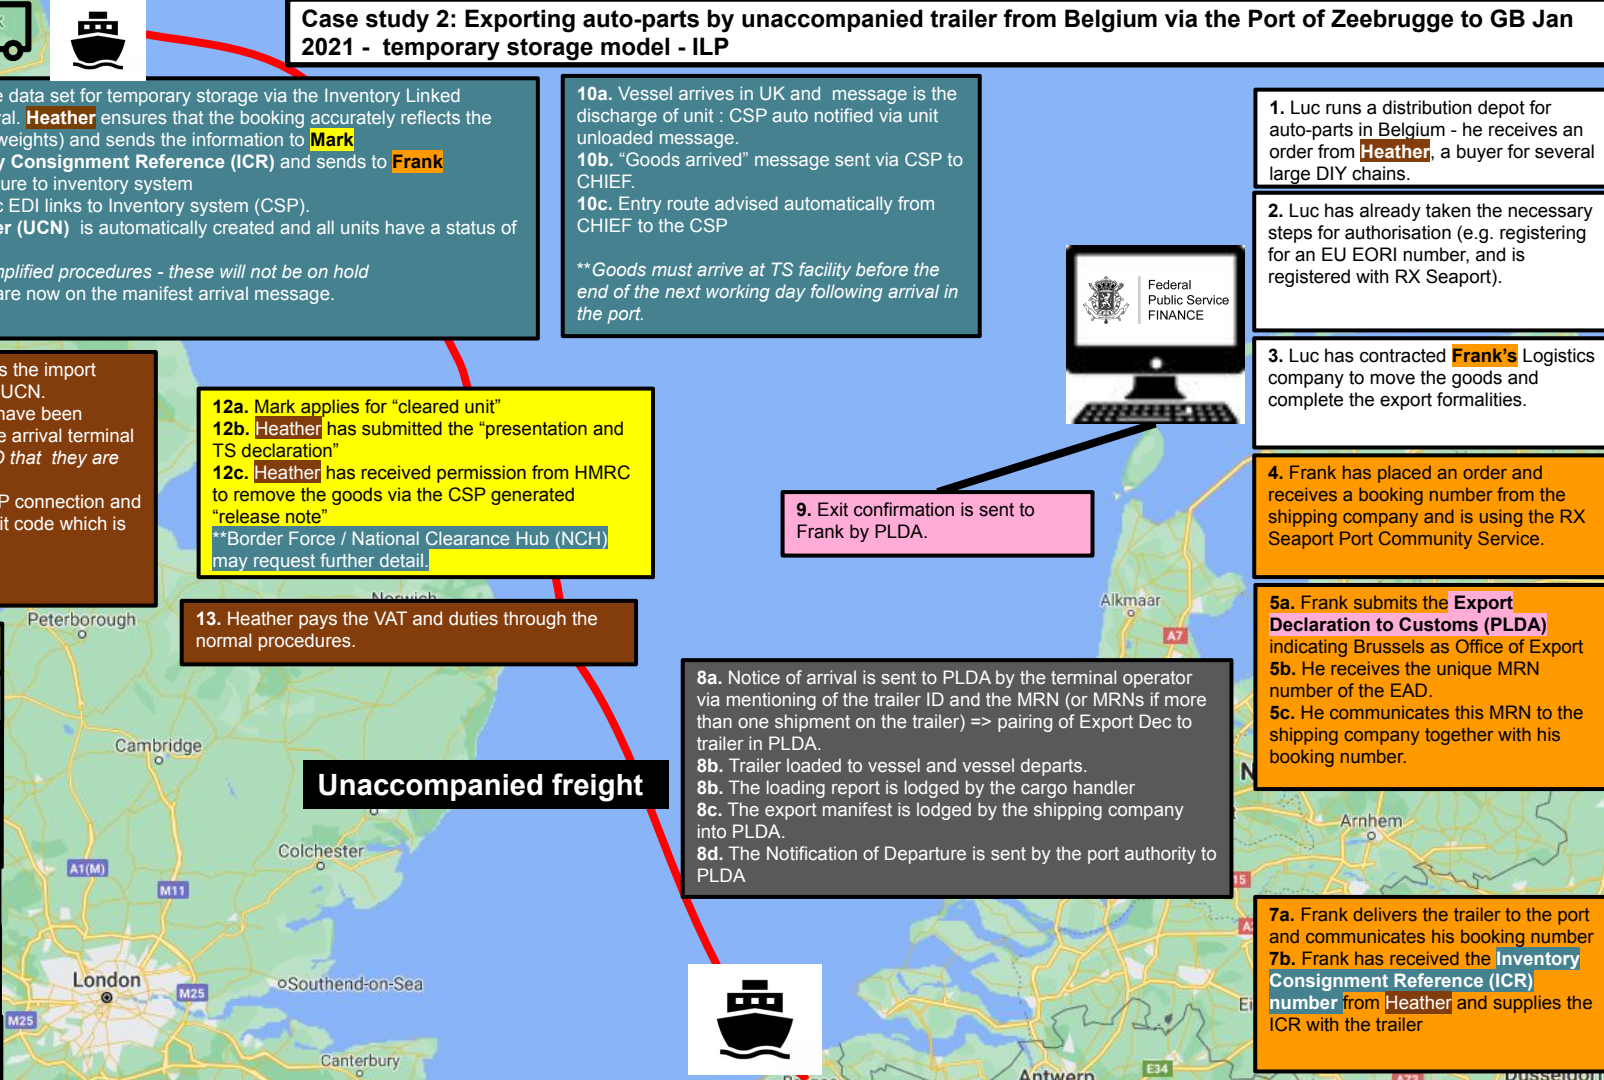 Case study 2: Exporting auto-parts by unaccompanied trailer from Belgium via the Port of Zeebrugge to GB Jan
2021 - temporary storage model - ILP
data set for temporary storage via the Inventory Linked
Heather ensures that the booking accurately reflects the
weights) and sends the information to Mark
Consignment Reference (ICR) and sends to Frank
to inventory system
EDI links to Inventory system (CSP).
(UCN) is automatically created and all units have a status of
procedures - these will not be on hold
are now on the manifest arrival message.
10a. Vessel arrives in UK and message is the
discharge of unit : CSP auto notified via unit
unloaded message.
10b. “Goods arrived” message sent via CSP to
CHIEF.
10c. Entry route advised automatically from
CHIEF to the CSP
**Goods must arrive at TS facility before the
end of the next working day following arrival in
the port.
1. Luc runs a distribution depot for
auto-parts in Belgium - he receives an
order from Heather, a buyer for several
large DIY chains.
2. Luc has already taken the necessary
steps for authorisation (e.g. registering
for an EU EORI number, and is
registered with RX Seaport).
Federal
Public Service
FINANCE
3. Luc has contracted Frank's Logistics
company to move the goods and
complete the export formalities.
the import
UCN.
have been
arrival terminal
that they are
connection and
code which is
12a. Mark applies for “cleared unit”
12b. Heather has submitted the “presentation and
TS declaration”
12c. Heather has received permission from HMRC
to remove the goods via the CSP generated
“release note”
**Border Force / National Clearance Hub (NCH)
may request further detail.
4. Frank has placed an order and
receives a booking number from the
shipping company and is using the RX
Seaport Port Community Service.
9. Exit confirmation is sent to
Frank by PLDA.
13. Heather pays the VAT and duties through the
normal procedures.
5a. Frank submits the Export
Declaration to Customs (PLDA)
indicating Brussels as Office of Export
5b. He receives the unique MRN
number of the EAD.
5c. He communicates this MRN to the
shipping company together with his
booking number.
8a. Notice of arrival is sent to PLDA by the terminal operator
via mentioning of the trailer ID and the MRN (or MRNs if more
than one shipment on the trailer) => pairing of Export Dec to
trailer in PLDA.
8b. Trailer loaded to vessel and vessel departs.
8b. The loading report is lodged by the cargo handler
8c. The export manifest is lodged by the shipping company
into PLDA.
8d. The Notification of Departure is sent by the port authority to
PLDA
Unaccompanied freight
7a. Frank delivers the trailer to the port
and communicates his booking number
7b. Frank has received the Inventory
Consignment Reference (ICR)
number from Heather and supplies the
ICR with the trailer
Norwich
Peterborough
Alkmaar
A7
Cambridge
Arnhem
Colchester
A1(M)
M11
London
M25
Southend-on-Sea
M25
Canterbury
Antwerp
E34
Düsseldorf